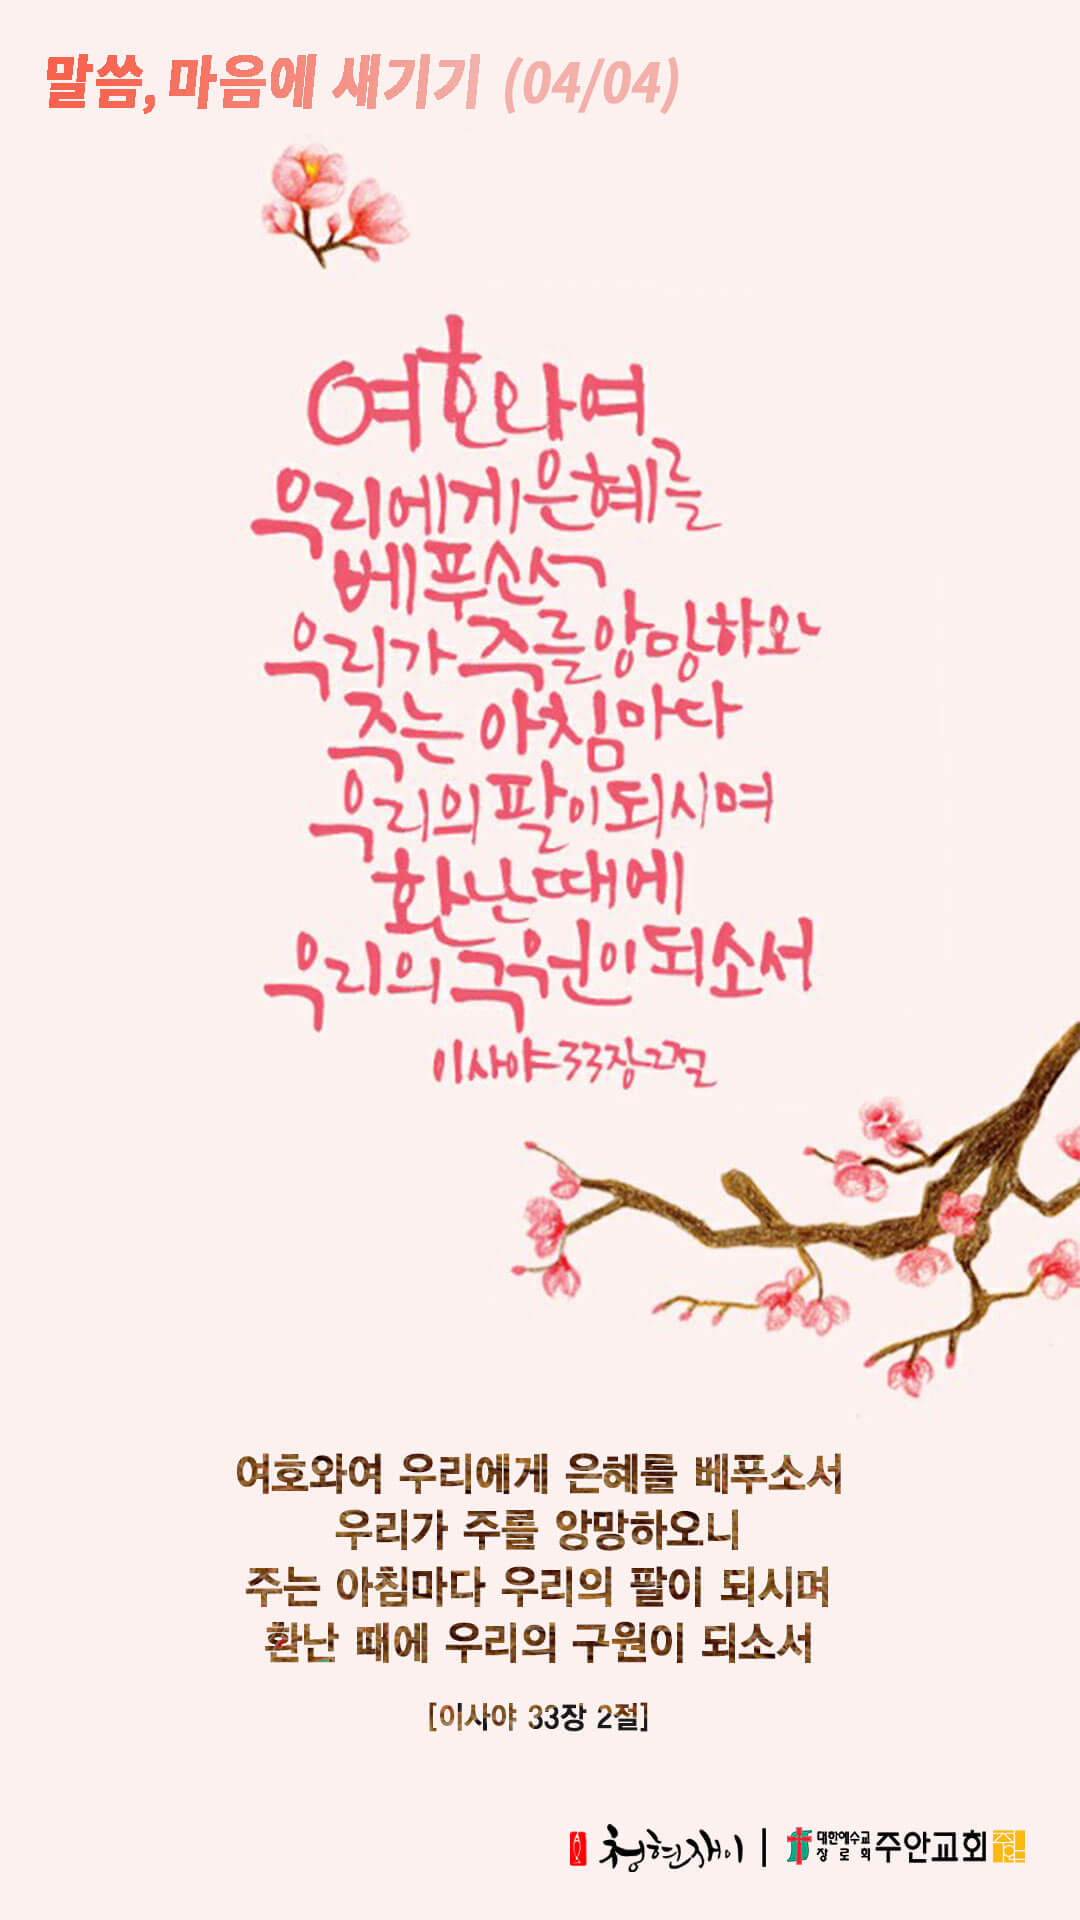 말씀, 마음에 새기기 (04/04)
여호와여
우리에게 은혜를
베푸소서
우리가 주를 앙망하오니
주는 아침마다
우리의 팔이 되시며
환난 때에
우리의 구원이 되소서
이사야 33장 2절
여호와여 우리에게 은혜를 베푸소서
우리가 주를 앙망하오니
주는 아침마다 우리의 팔이 되시며
환난 때에 우리의 구원이 되소서
[이사야 33장 2절]
청현재이 | 대한예수교장로회 주안교회